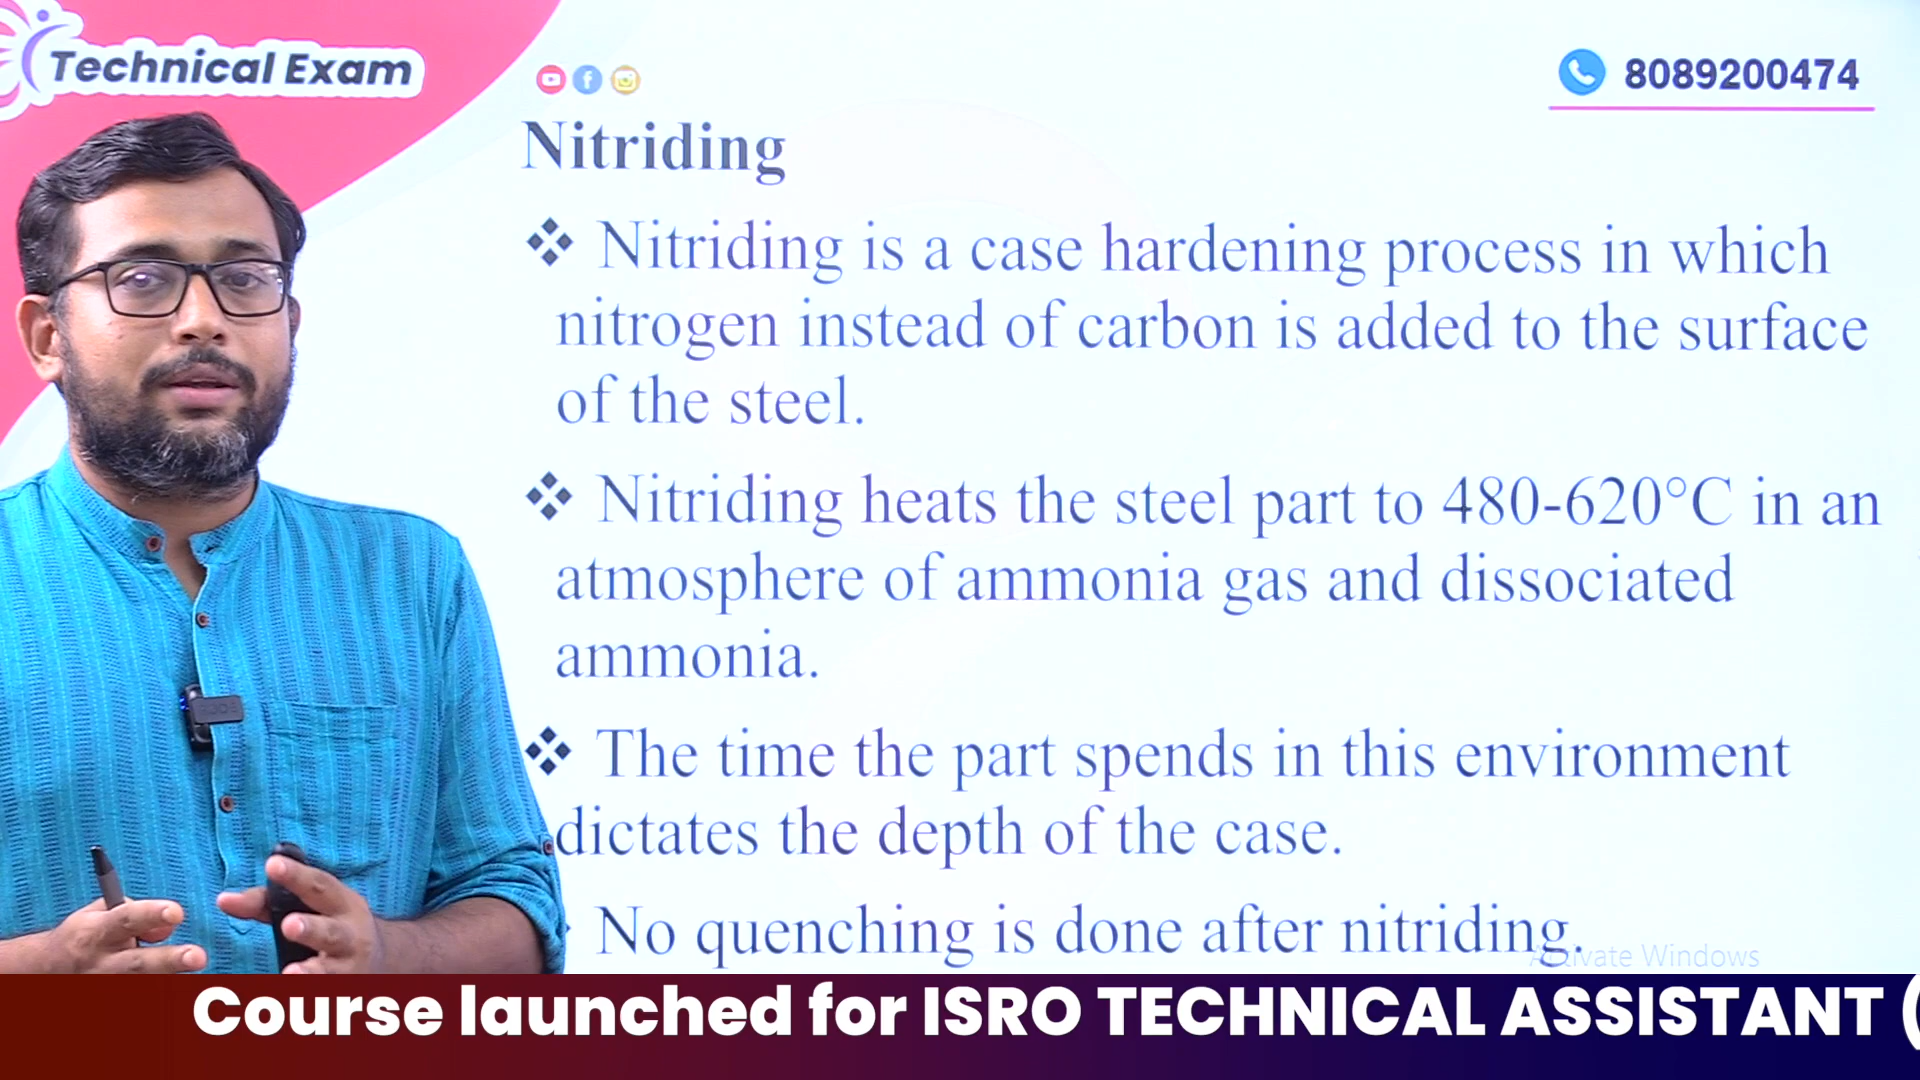 Technical Exam
8089200474
Nitriding
❖ Nitriding is a case hardening process in which
nitrogen instead of carbon is added to the surface
of the steel.
❖ Nitriding heats the steel part to 480-620°C in an
atmosphere of ammonia gas and dissociated
ammonia.
❖ The time the part spends in this environment
dictates the depth of the case.
No quenching is done after nitriding.
Activate Windows
Course launched for ISRO TECHNICAL ASSISTANT (